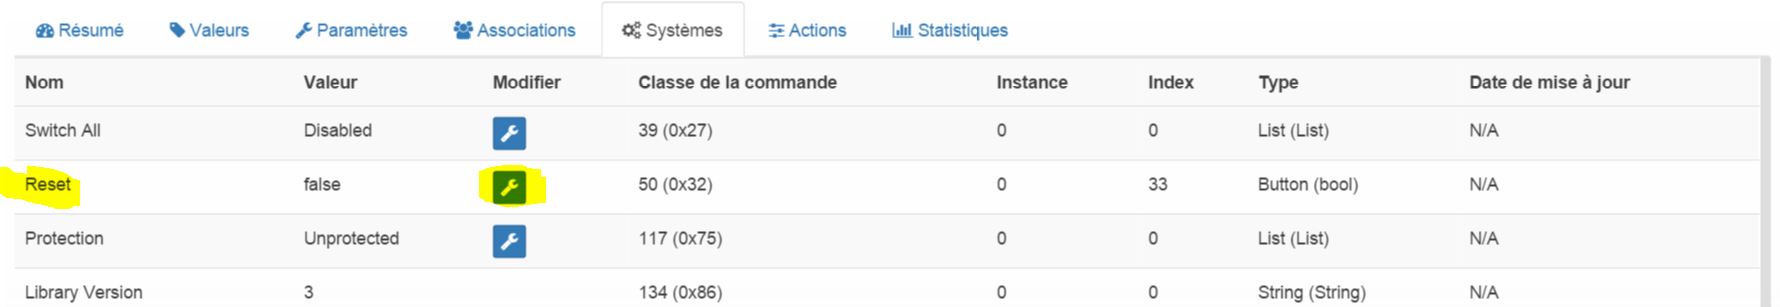 Résumé Valeurs Paramètres Associations Systèmes Actions Statistiques
Nom Valeur Modifier Classe de la commande Instance Index Type Date de mise à jour
Switch All Disabled 39 (0x27) 0 0 List (List) N/A
Reset false 50 (0x32) 0 33 Button (bool) N/A
Protection Unprotected 117 (0x75) 0 0 List (List) N/A
Library Version 3 134 (0x86) 0 0 String (String) N/A